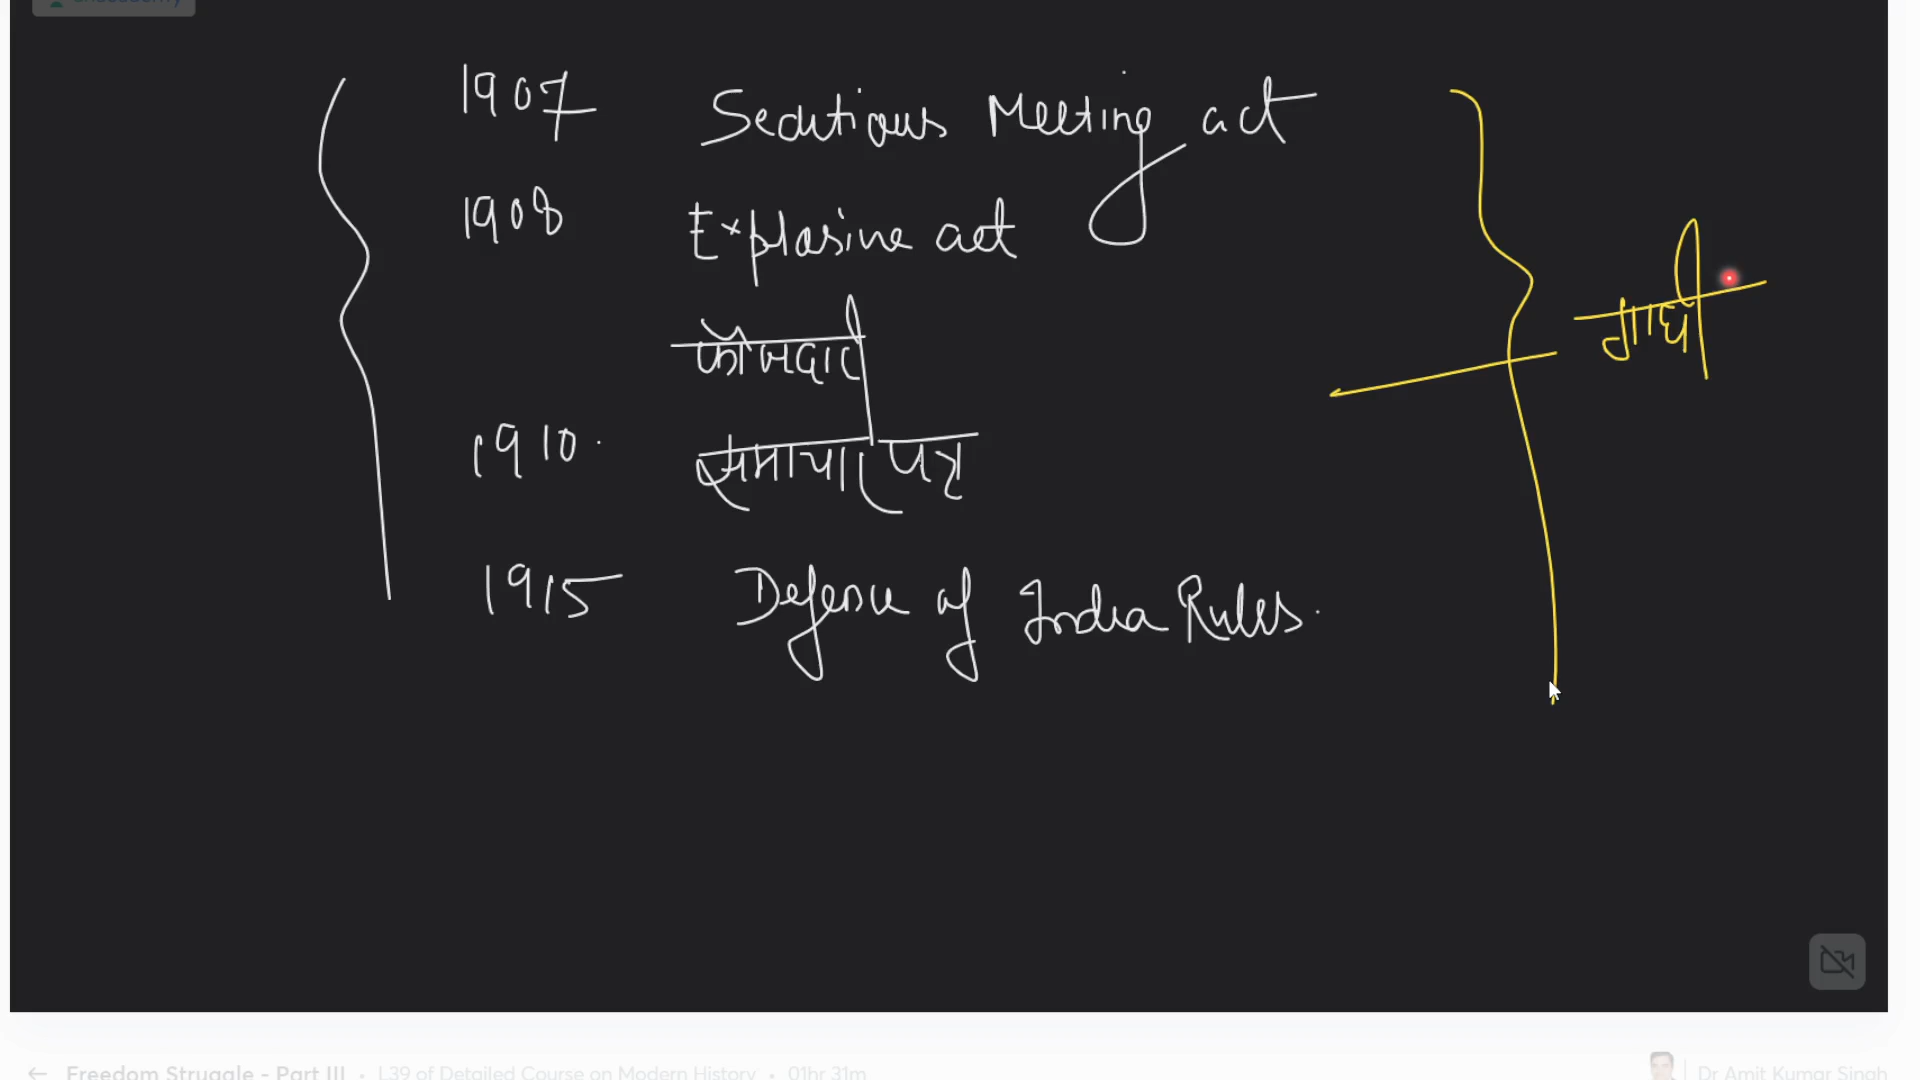 1907 Seditious Meeting act
1908 Explosive act
फौजदारी
1910. समाचार पत्र
गाधी
1915 Defence of India Rules.
← Freedom Struggle - Part III • L39 of Detailed Course on Modern History • 01hr 31m
Dr Amit Kumar Singh